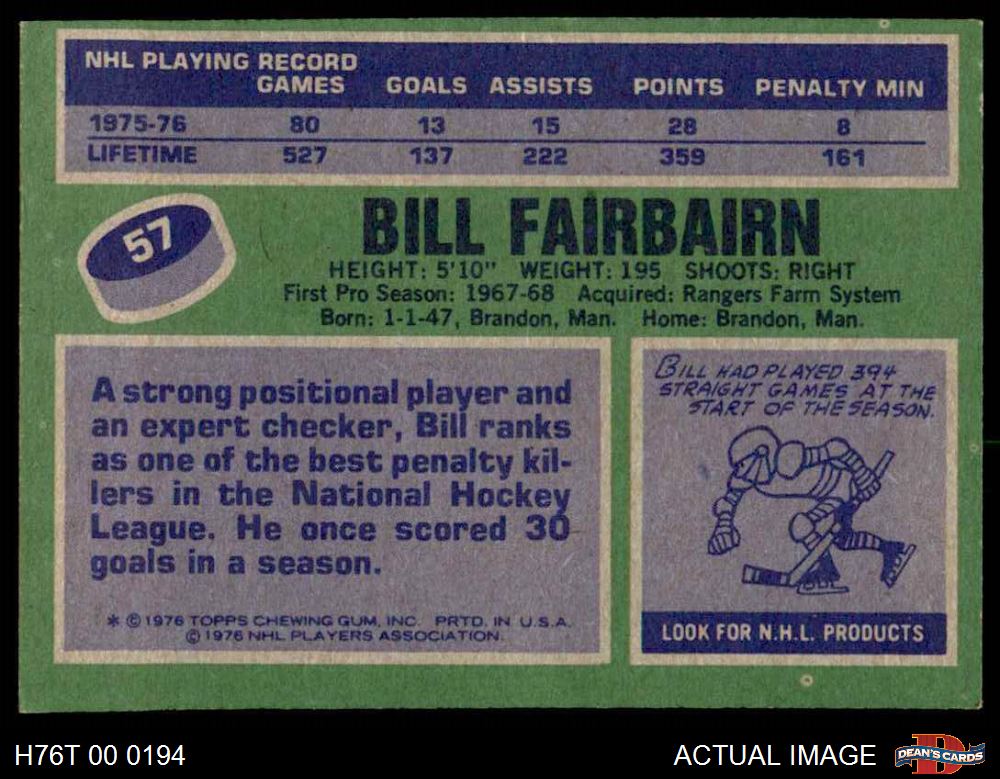 NHL PLAYING RECORD
GAMES GOALS ASSISTS POINTS PENALTY MIN
1975-76 80 13 15 28 8
LIFETIME 527 137 222 359 161
57
BILL FAIRBAIRN
HEIGHT: 5'10" WEIGHT: 195 SHOOTS: RIGHT
First Pro Season: 1967-68 Acquired: Rangers Farm System
Born: 1-1-47, Brandon, Man. Home: Brandon, Man.
A strong positional player and
an expert checker, Bill ranks
as one of the best penalty kil-
lers in the National Hockey
League. He once scored 30
goals in a season.
* © 1976 TOPPS CHEWING GUM, INC. PRTD. IN U.S.A.
© 1976 NHL PLAYERS ASSOCIATION.
BILL HAD PLAYED 394
STRAIGHT GAMES AT THE
START OF THE SEASON.
LOOK FOR N.H.L. PRODUCTS
H76T 00 0194
ACTUAL IMAGE
D
DEAN'S CARDS